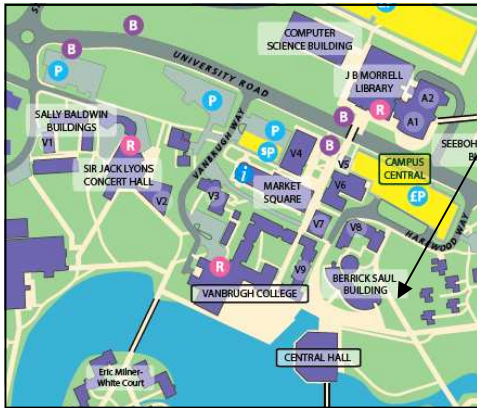 B
COMPUTER
SCIENCE BUILDING
B
UNIVERSITY ROAD
P
P
J B MORRELL
LIBRARY
R
A2
A1
SALLY BALDWIN
BUILDINGS
V1
R
SIR JACK LYONS
CONCERT HALL
V2
VANBRUGH WAY
P
$P
B
B
V4
V5
SEEBOH
i
MARKET
SQUARE
V6
CAMPUS
CENTRAL
£P
V3
V7
V8
HAREWOOD WAY
R
V9
BERRICK SAUL
BUILDING
VANBRUGH COLLEGE
CENTRAL HALL
Eric Milner-
White Court